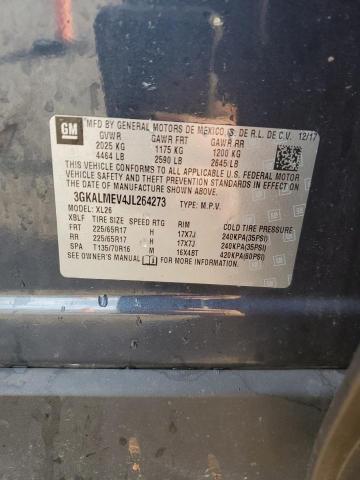 GM
MFD BY GENERAL MOTORS DE MEXICO, S. DE R.L. DE C.V. 12/17
GVWR GAWR FRT GAWR RR
2025 KG 1175 KG 1200 KG
4464 LB 2590 LB 2645 LB
THIS VEHICLE CONFORMS TO ALL APPLICABLE U.S. FEDERAL MOTOR
VEHICLE SAFETY, BUMPER, AND THEFT PREVENTION STANDARDS IN
EFFECT ON THE DATE OF MANUFACTURE SHOWN ABOVE.
3GKALMEV4JL264273 TYPE: M.P.V.
MODEL: XL26
XBLF TIRE SIZE SPEED RTG RIM COLD TIRE PRESSURE
FRT 225/65R17 H 17X7J 240KPA(35PSI)
RR 225/65R17 H 17X7J 240KPA(35PSI)
SPA T135/70R16 M 16X4BT 420KPA(60PSI)
SEE OWNER'S MANUAL FOR ADDITIONAL INFORMATION.